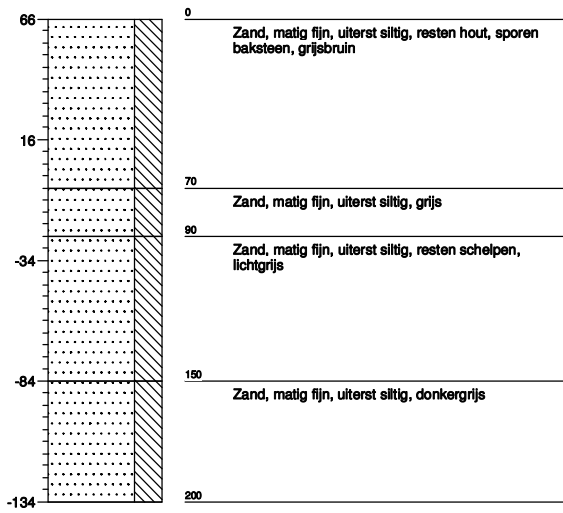 66
0
Zand, matig fijn, uiterst siltig, resten hout, sporen
baksteen, grijsbruin
16
70
Zand, matig fijn, uiterst siltig, grijs
90
Zand, matig fijn, uiterst siltig, resten schelpen,
lichtgrijs
-34
-84
150
Zand, matig fijn, uiterst siltig, donkergrijs
-134
200